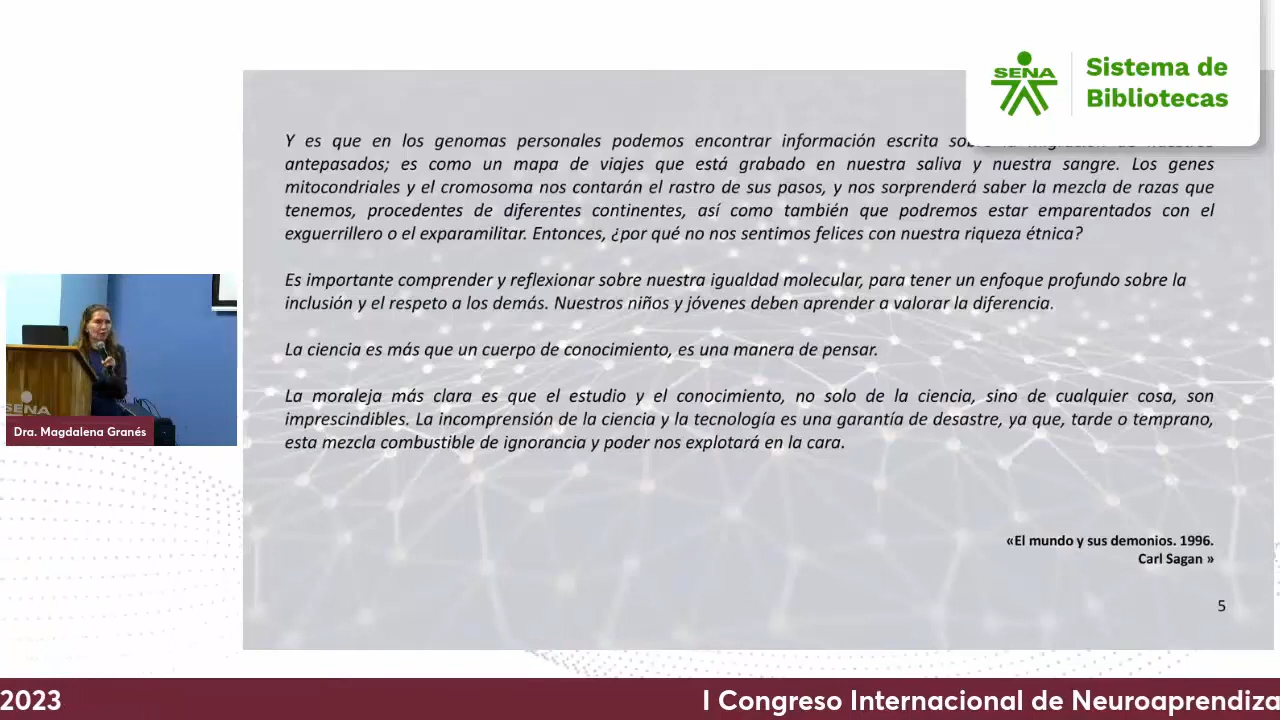 SENA
Sistema de
Bibliotecas
Y es que en los genomas personales podemos encontrar información escrita sobre la migración de nuestros
antepasados; es como un mapa de viajes que está grabado en nuestra saliva y nuestra sangre. Los genes
mitocondriales y el cromosoma nos contarán el rastro de sus pasos, y nos sorprenderá saber la mezcla de razas que
tenemos, procedentes de diferentes continentes, así como también que podremos estar emparentados con el
exguerrillero o el exparamilitar. Entonces, ¿por qué no nos sentimos felices con nuestra riqueza étnica?
Es importante comprender y reflexionar sobre nuestra igualdad molecular, para tener un enfoque profundo sobre la
inclusión y el respeto a los demás. Nuestros niños y jóvenes deben aprender a valorar la diferencia.
La ciencia es más que un cuerpo de conocimiento, es una manera de pensar.
La moraleja más clara es que el estudio y el conocimiento, no solo de la ciencia, sino de cualquier cosa, son
imprescindibles. La incomprensión de la ciencia y la tecnología es una garantía de desastre, ya que, tarde o temprano,
esta mezcla combustible de ignorancia y poder nos explotará en la cara.
«El mundo y sus demonios. 1996.
Carl Sagan »
5
SENA
Dra. Magdalena Granés
2023
I Congreso Internacional de Neuroaprendiza